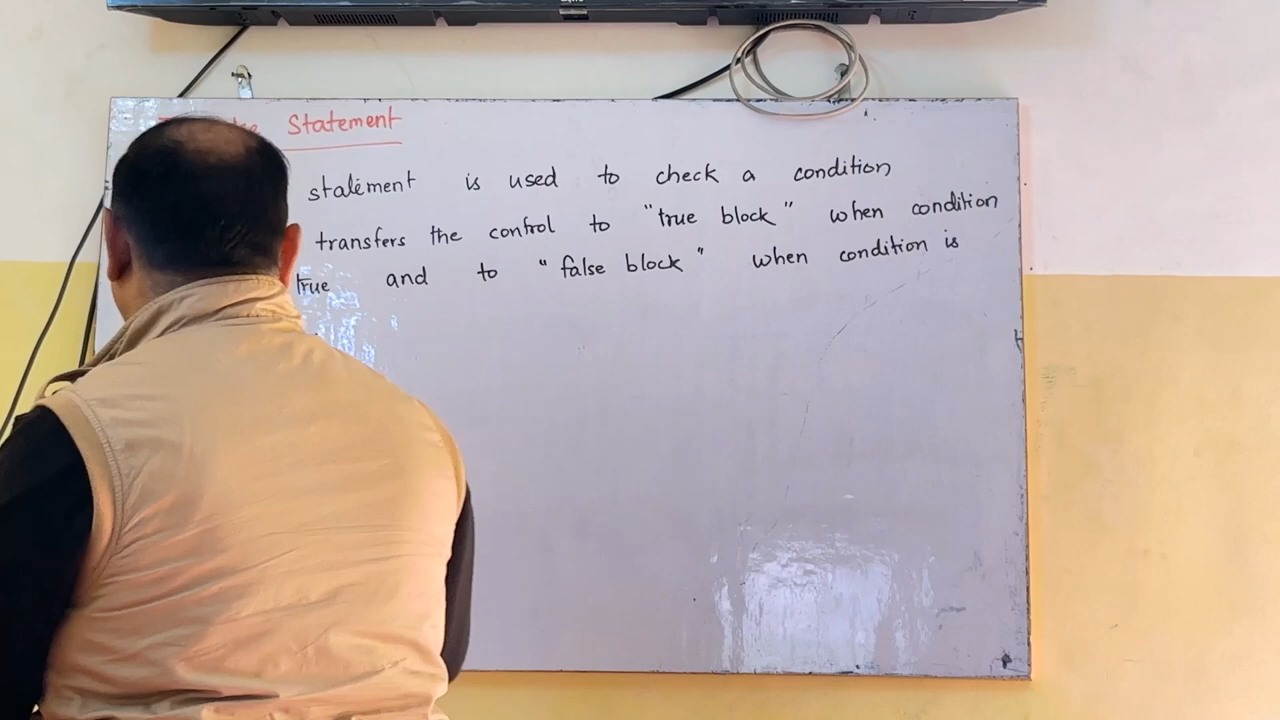 Statement
statement is used to check a condition
transfers the control to "true block" when condition
true and to "false block" when condition is